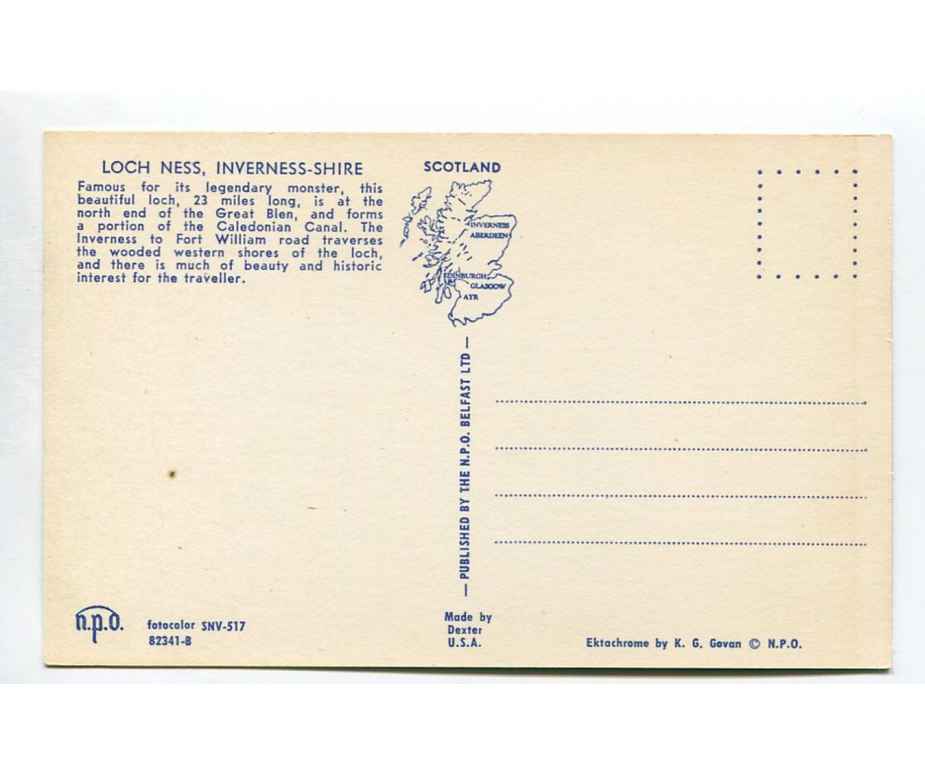 LOCH NESS, INVERNESS-SHIRE
Famous for its legendary monster, this
beautiful loch, 23 miles long, is at the
north end of the Great Blen, and forms
a portion of the Caledonian Canal. The
Inverness to Fort William road traverses
the wooded western shores of the loch,
and there is much of beauty and historic
interest for the traveller.
SCOTLAND
INVERNESS
ABERDEEN
EDINBURGH
GLASGOW
AYR
— PUBLISHED BY THE N.P.O. BELFAST LTD —
n.p.o.
fotocolor SNV-517
82341-B
Made by
Dexter
U.S.A.
Ektachrome by K. G. Govan © N.P.O.